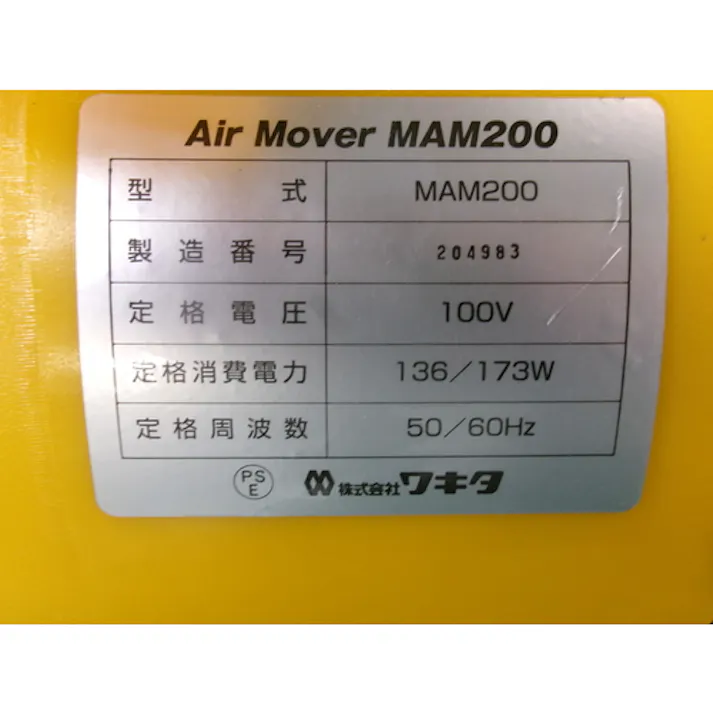 Air Mover MAM200
型式 MAM200
製造番号 204983
定格電圧 100V
定格消費電力 136／173W
定格周波数 50／60Hz
PS
E 株式会社ワキタ